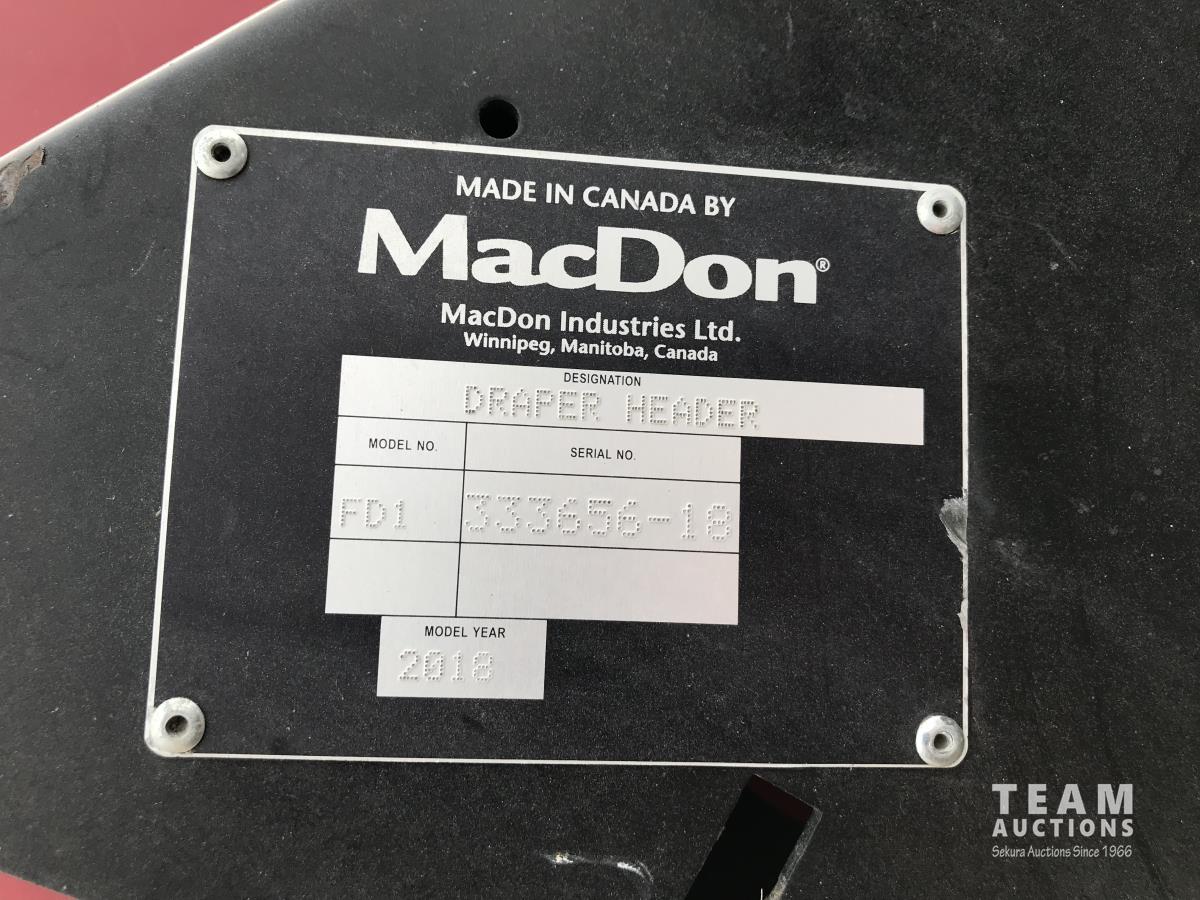 MADE IN CANADA BY
MacDon®
MacDon Industries Ltd.
Winnipeg, Manitoba, Canada
DESIGNATION
DRAPER HEADER
MODEL NO. SERIAL NO.
FD1 333656-18
MODEL YEAR
2018
TEAM
AUCTIONS
Sekura Auctions Since 1966